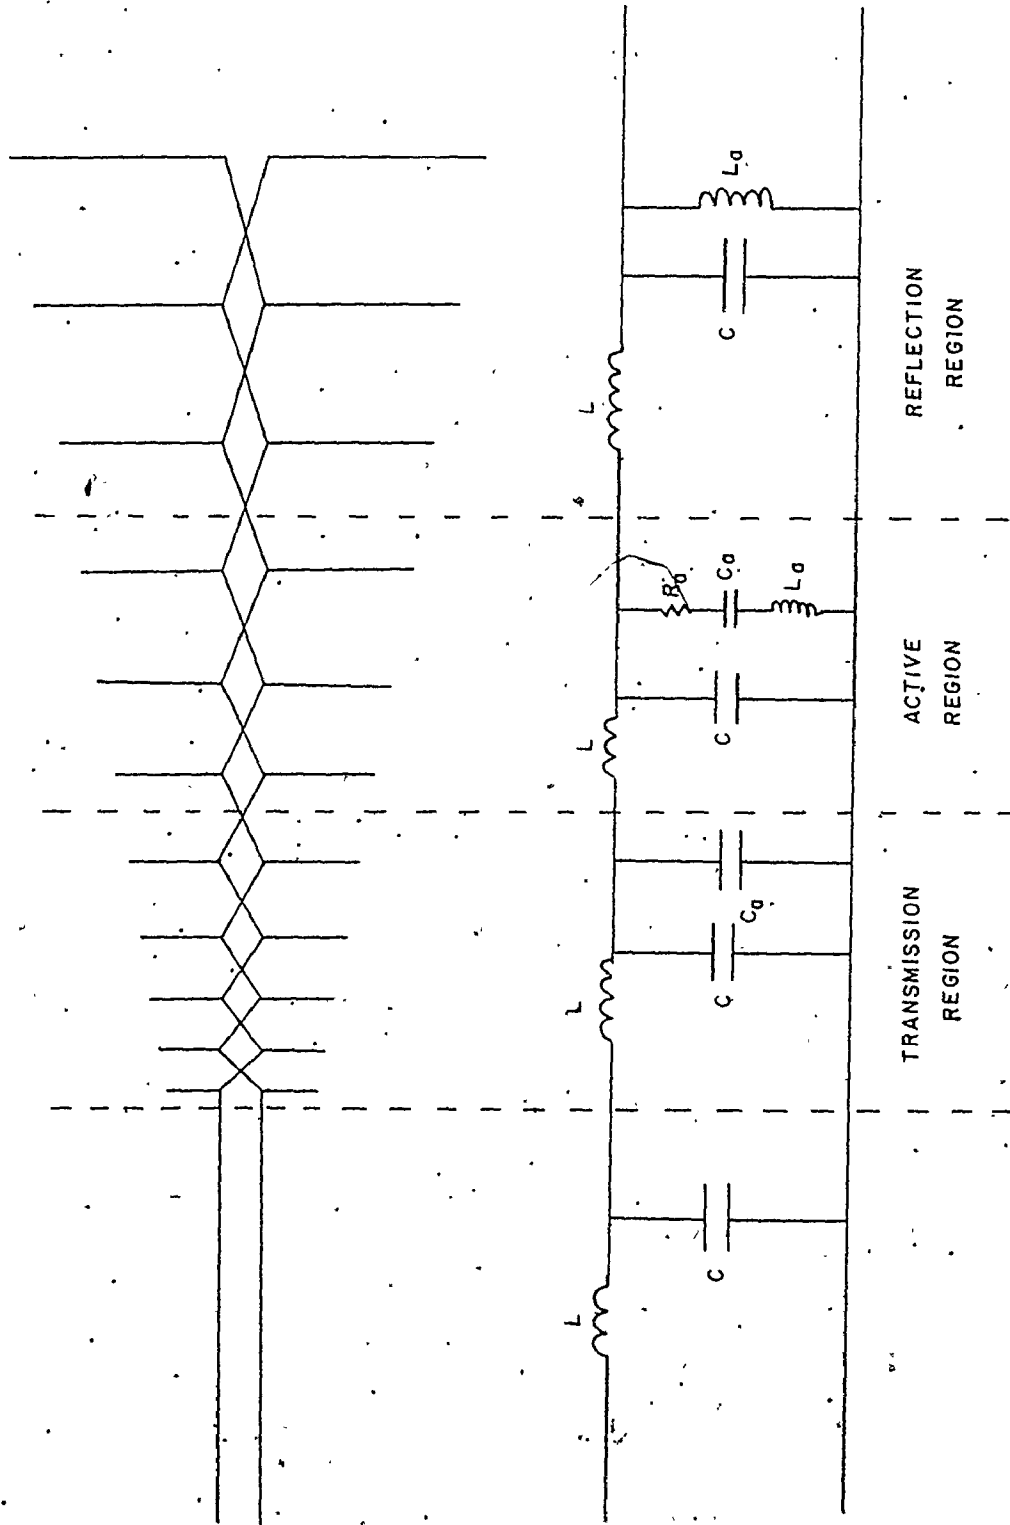 L
C
L
C
Ca
L
C
Ra
Ca
La
L
C
La
TRANSMISSION
REGION
ACTIVE
REGION
REFLECTION
REGION